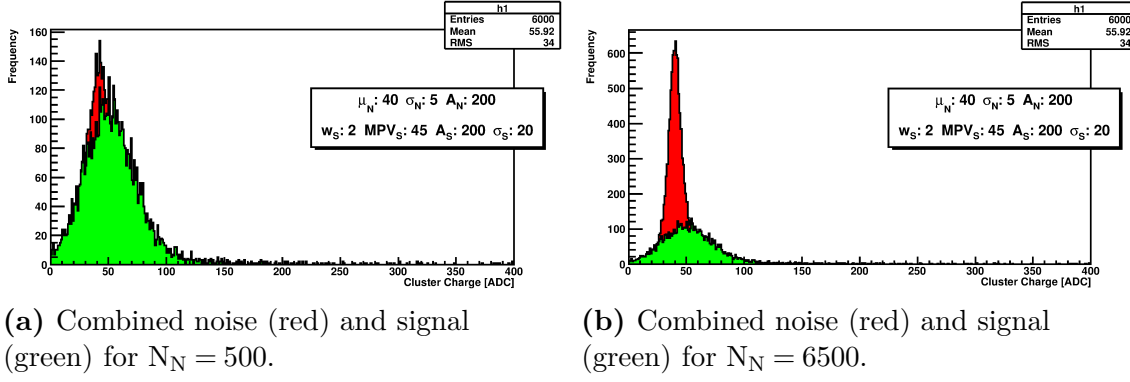 h1
Entries 6000
Mean 55.92
RMS 34
Frequency
160
140
120
100
80
60
40
20
0
μN: 40 σN: 5 AN: 200
wS: 2 MPVS: 45 AS: 200 σS: 20
0 50 100 150 200 250 300 350 400
Cluster Charge [ADC]
(a) Combined noise (red) and signal
(green) for NN = 500.
h1
Entries 6000
Mean 55.92
RMS 34
Frequency
600
500
400
300
200
100
0
μN: 40 σN: 5 AN: 200
wS: 2 MPVS: 45 AS: 200 σS: 20
0 50 100 150 200 250 300 350 400
Cluster Charge [ADC]
(b) Combined noise (red) and signal
(green) for NN = 6500.